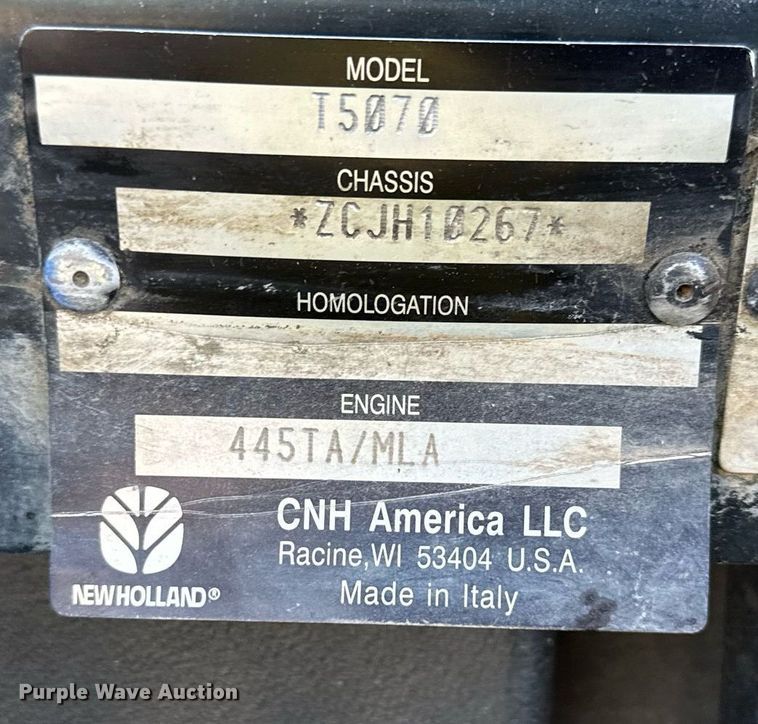 MODEL
T5070
CHASSIS
*ZCJH10267*
HOMOLOGATION
ENGINE
445TA/MLA
CNH America LLC
Racine,WI 53404 U.S.A.
Made in Italy
NEWHOLLAND®
Purple Wave Auction